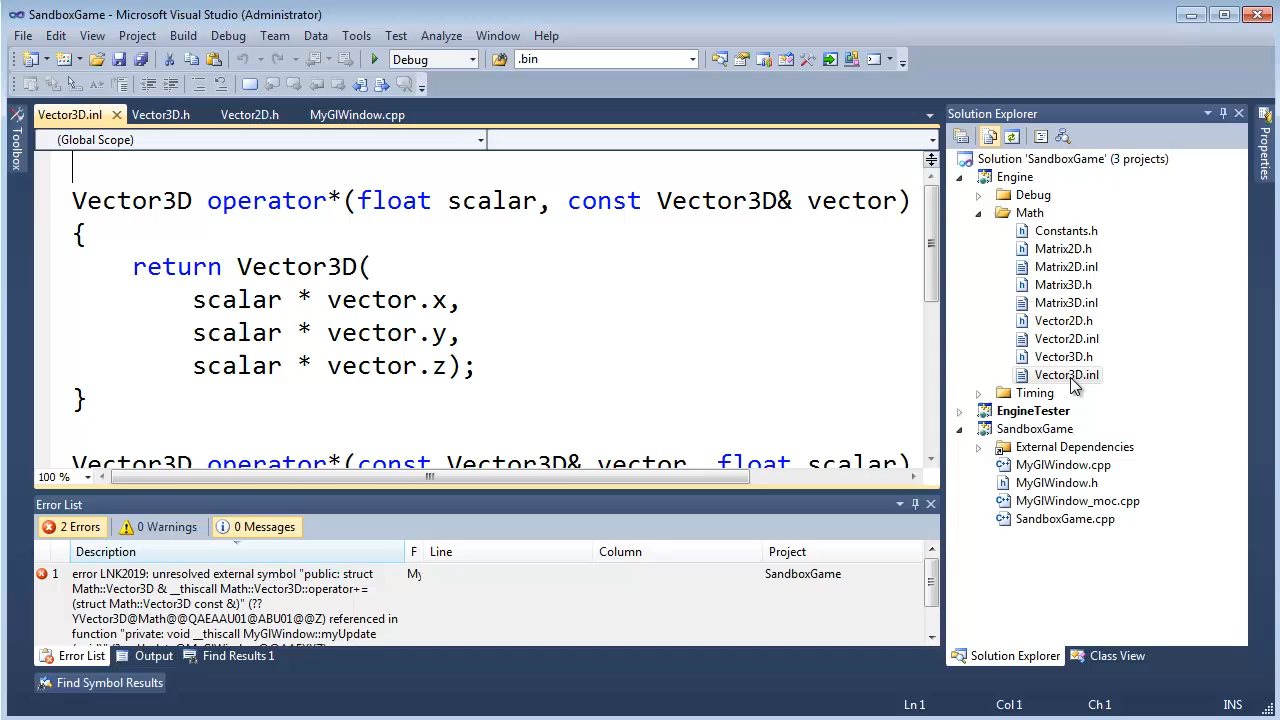 SandboxGame - Microsoft Visual Studio (Administrator)
File Edit View Project Build Debug Team Data Tools Test Analyze Window Help
Debug .bin
Vector3D.inl Vector3D.h Vector2D.h MyGlWindow.cpp
(Global Scope)
Vector3D operator*(float scalar, const Vector3D& vector)
{
return Vector3D(
scalar * vector.x,
scalar * vector.y,
scalar * vector.z);
}
Vector3D operator*(const Vector3D& vector, float scalar)
100 %
Error List
2 Errors 0 Warnings 0 Messages
Description F Line Column Project
1 error LNK2019: unresolved external symbol "public: struct My SandboxGame
Math::Vector3D & __thiscall Math::Vector3D::operator+=
(struct Math::Vector3D const &)" (??
YVector3D@Math@@QAEAAU01@ABU01@@Z) referenced in
function "private: void __thiscall MyGlWindow::myUpdate
Error List Output Find Results 1
Find Symbol Results
Toolbox
Solution Explorer
Solution 'SandboxGame' (3 projects)
Engine
Debug
Math
Constants.h
Matrix2D.h
Matrix2D.inl
Matrix3D.h
Matrix3D.inl
Vector2D.h
Vector2D.inl
Vector3D.h
Vector3D.inl
Timing
EngineTester
SandboxGame
External Dependencies
MyGlWindow.cpp
MyGlWindow.h
MyGlWindow_moc.cpp
SandboxGame.cpp
Solution Explorer Class View
Properties
Ln 1 Col 1 Ch 1 INS